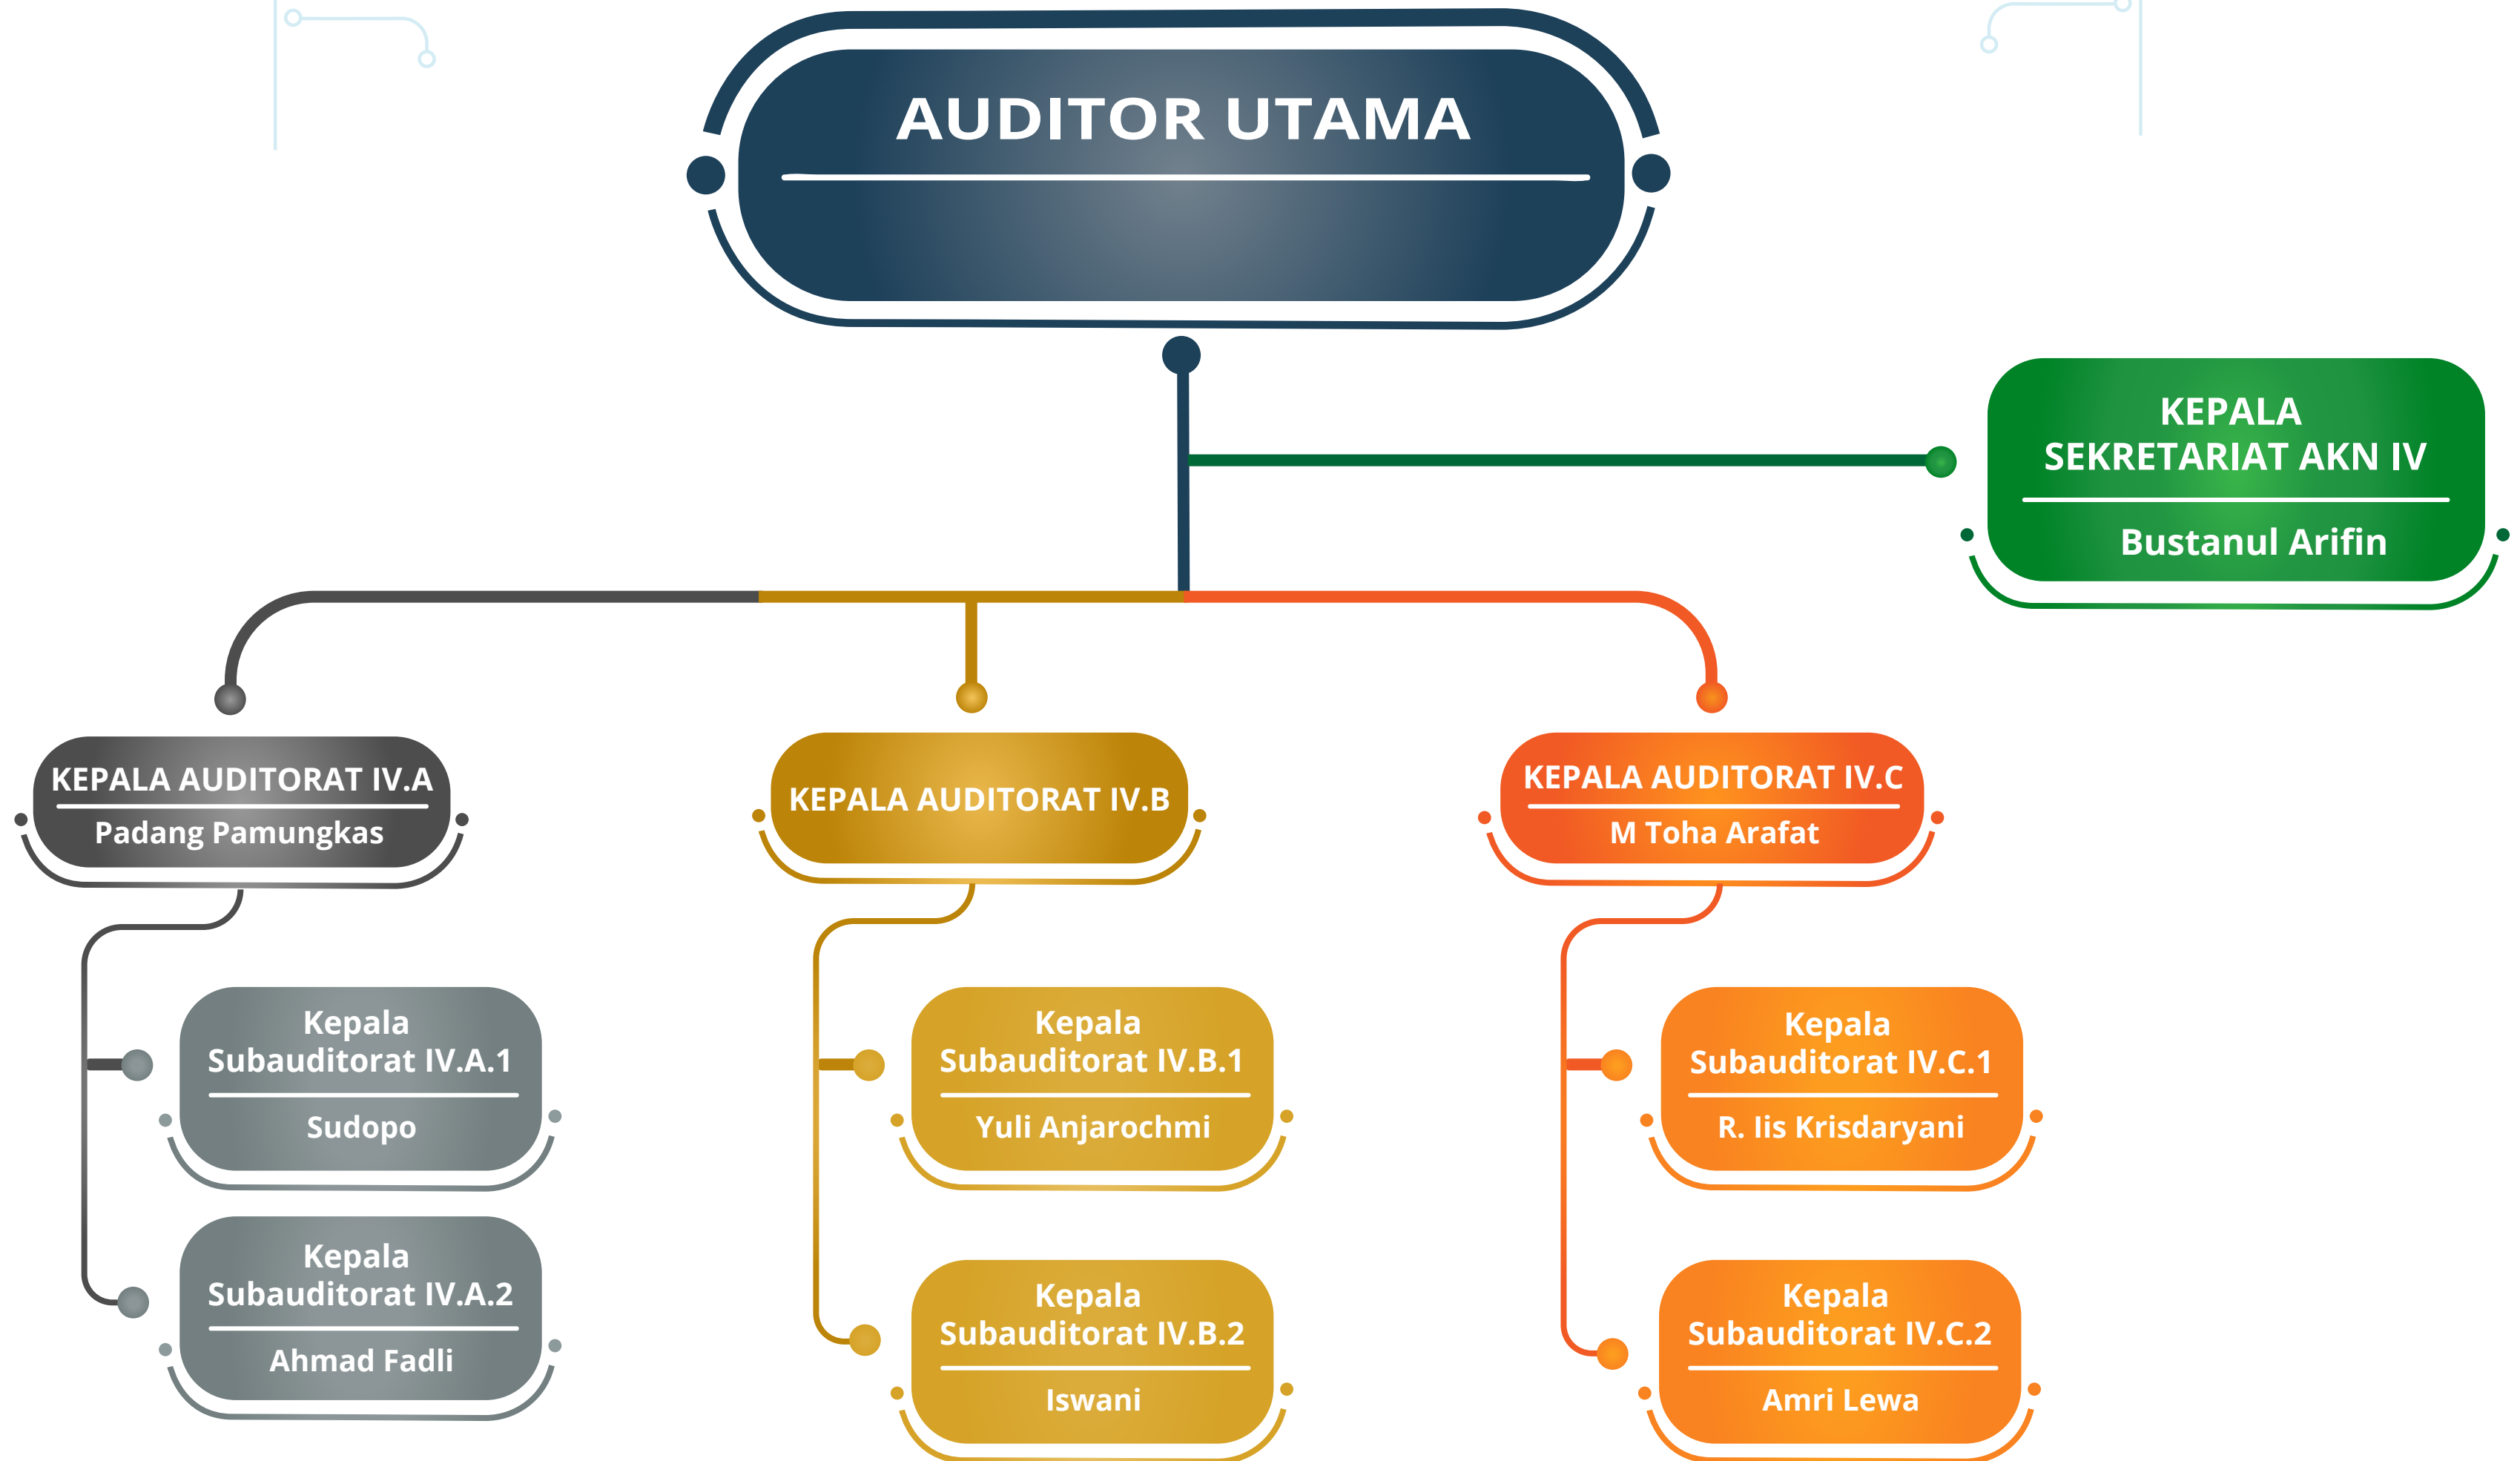 AUDITOR UTAMA
KEPALA
SEKRETARIAT AKN IV
Bustanul Arifin
KEPALA AUDITORAT IV.A
Padang Pamungkas
KEPALA AUDITORAT IV.B
KEPALA AUDITORAT IV.C
M Toha Arafat
Kepala
Subauditorat IV.A.1
Sudopo
Kepala
Subauditorat IV.A.2
Ahmad Fadli
Kepala
Subauditorat IV.B.1
Yuli Anjarochmi
Kepala
Subauditorat IV.B.2
Iswani
Kepala
Subauditorat IV.C.1
R. Iis Krisdaryani
Kepala
Subauditorat IV.C.2
Amri Lewa